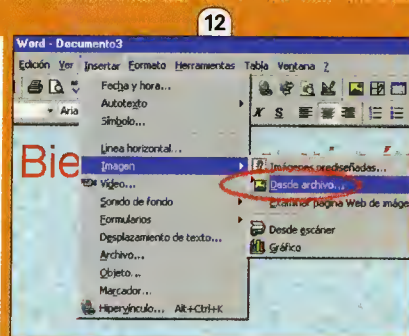 12
Word - Documento3
Edición Ver Insertar Formato Herramientas Tabla Ventana ?
Fecha y hora...
Autotexto
Símbolo...
Aria
X S
Línea horizontal...
Bie
Imagen
Imágenes prediseñadas...
Vídeo...
Desde archivo...
Sonido de fondo
Examinar página Web de imáge
Formularios
Desde escáner
Desplazamiento de texto...
Gráfico
Archivo...
Objeto...
Marcador...
Hipervínculo... Alt+Ctrl+K